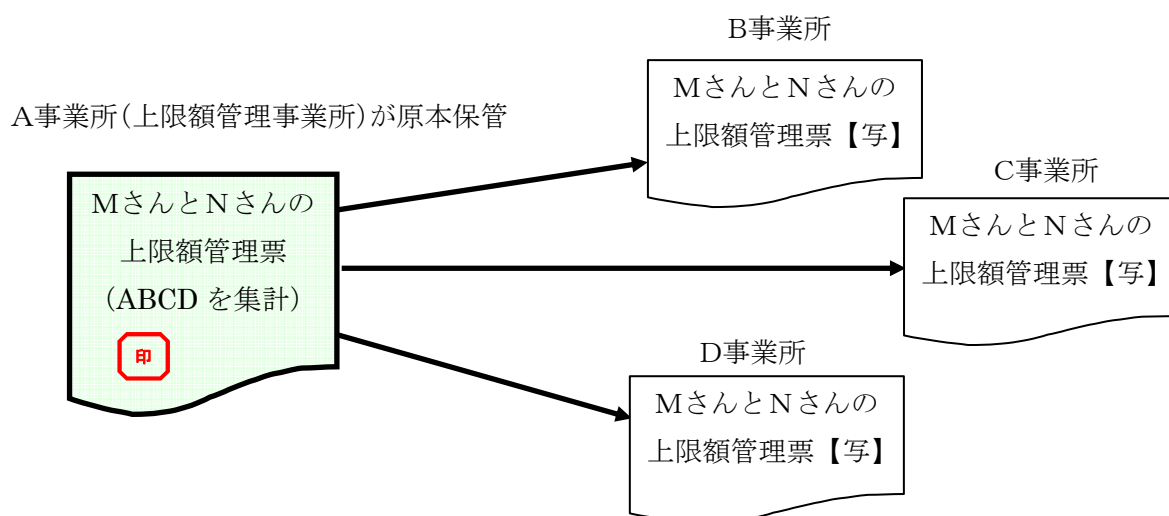 B事業所
MさんとNさんの
上限額管理票【写】
A事業所(上限額管理事業所)が原本保管
C事業所
MさんとNさんの
上限額管理票
(ABCD を集計)
印
MさんとNさんの
上限額管理票【写】
D事業所
MさんとNさんの
上限額管理票【写】